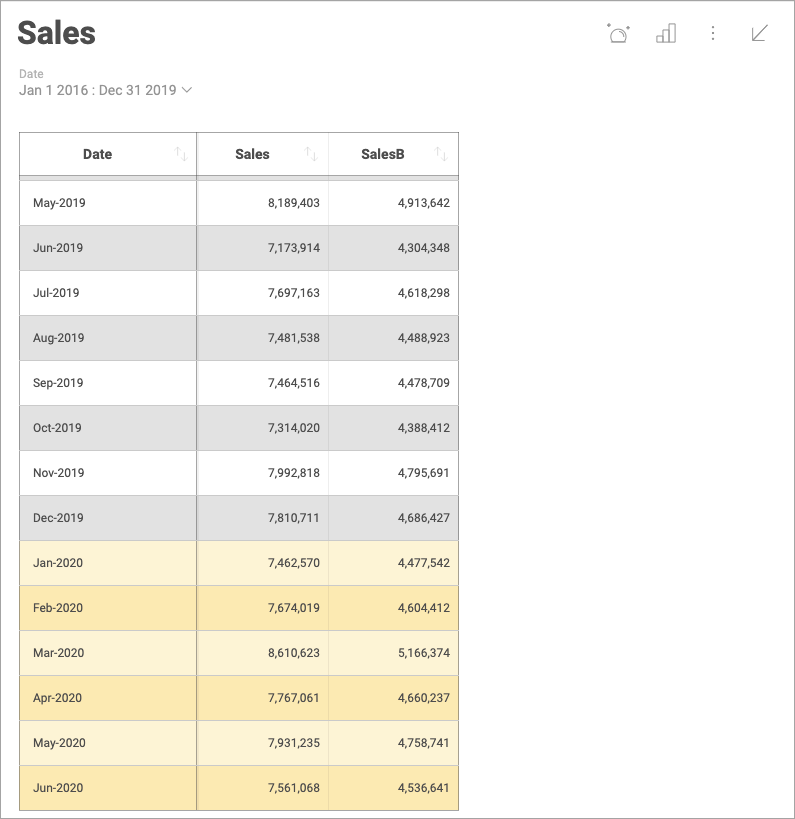 Sales
Date
Jan 1 2016 : Dec 31 2019
Date Sales SalesB
May-2019 8,189,403 4,913,642
Jun-2019 7,173,914 4,304,348
Jul-2019 7,697,163 4,618,298
Aug-2019 7,481,538 4,488,923
Sep-2019 7,464,516 4,478,709
Oct-2019 7,314,020 4,388,412
Nov-2019 7,992,818 4,795,691
Dec-2019 7,810,711 4,686,427
Jan-2020 7,462,570 4,477,542
Feb-2020 7,674,019 4,604,412
Mar-2020 8,610,623 5,166,374
Apr-2020 7,767,061 4,660,237
May-2020 7,931,235 4,758,741
Jun-2020 7,561,068 4,536,641